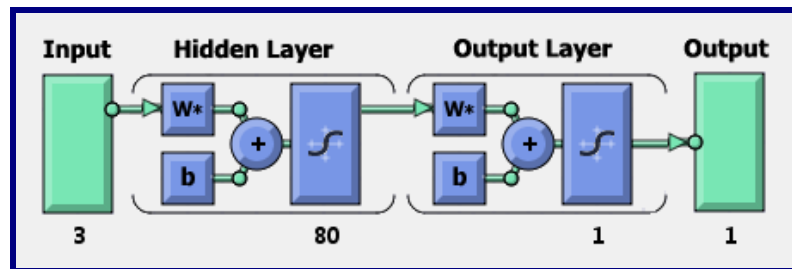 Input Hidden Layer Output Layer Output
W* W*
+ +
b b
3 80 1 1